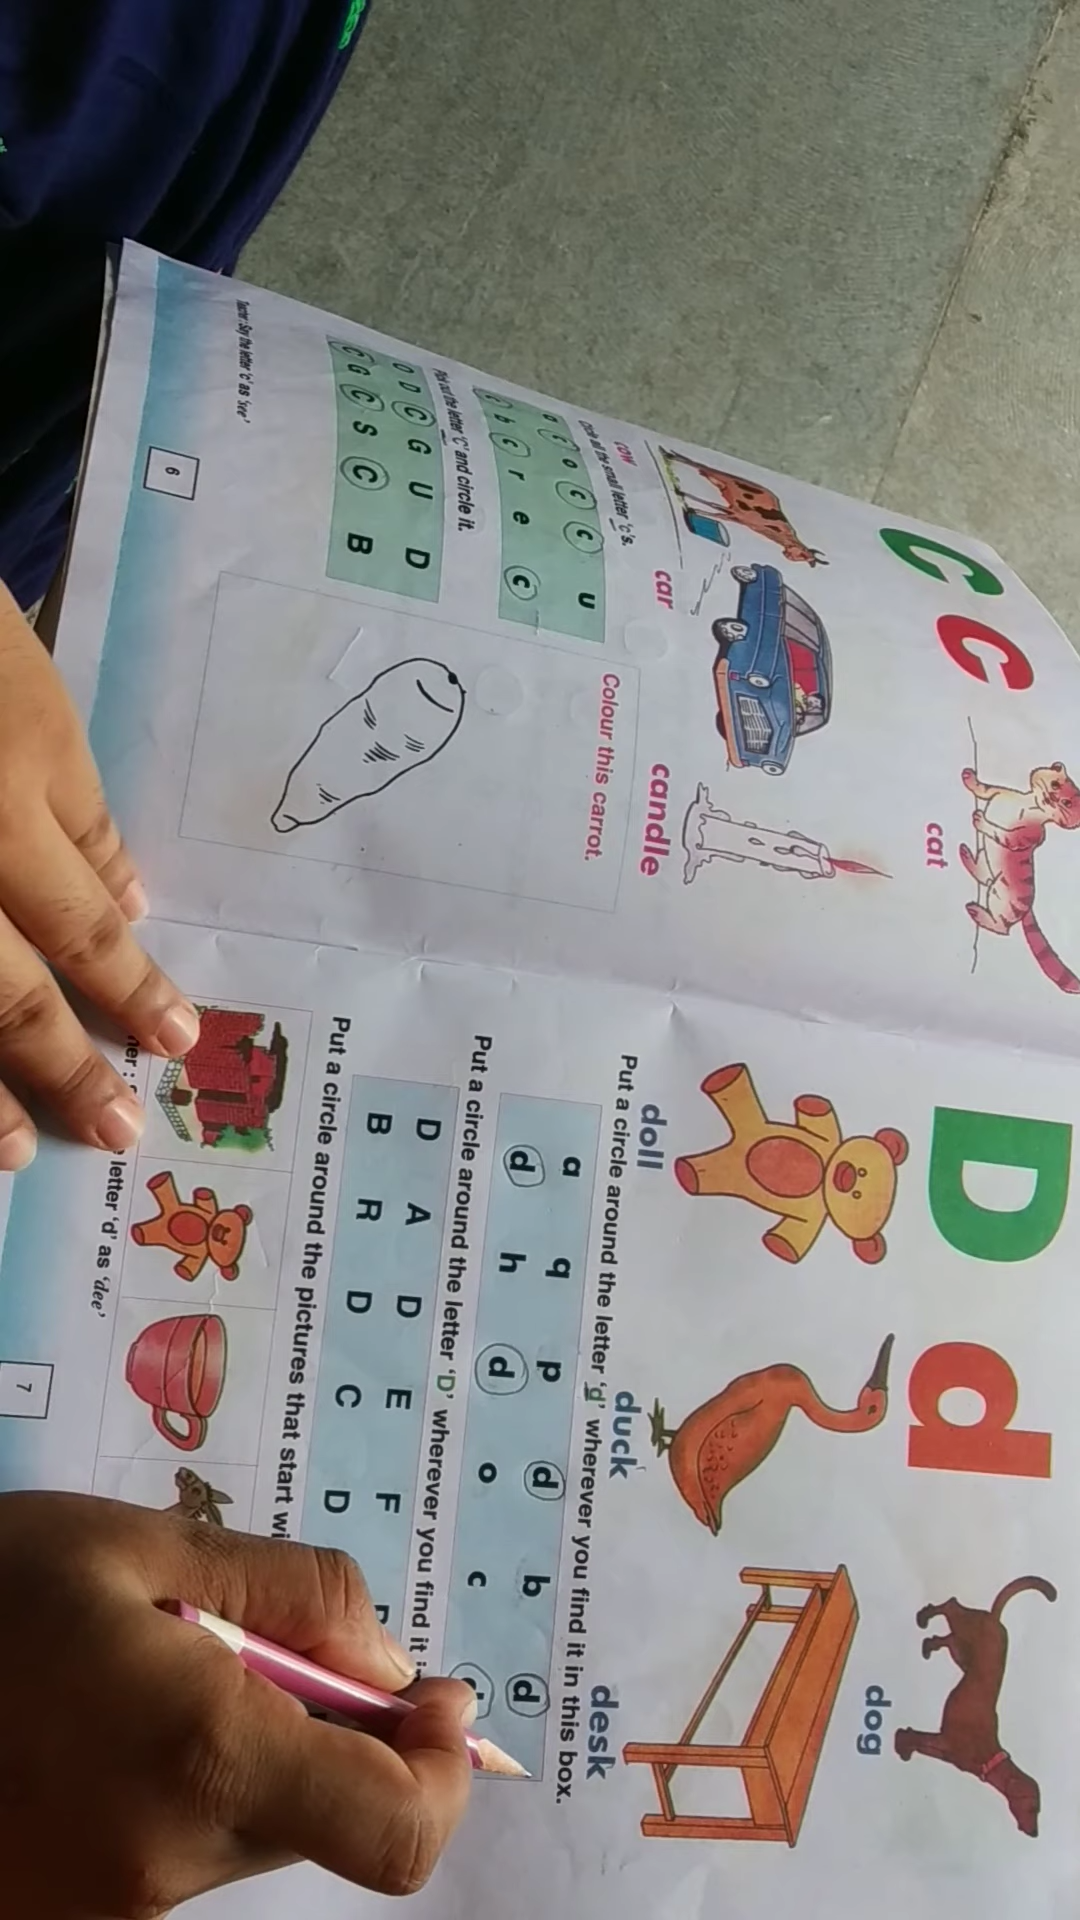 C c
cat
cow
car
candle
Circle all the small letter 'c's.
c o c c u
c b c r e c
Pick out the letter 'C' and circle it.
O D C G U D
C G C S C B
Colour this carrot.
Teacher : Say the letter 'c' as 'see'
6
D d
dog
doll
duck
desk
Put a circle around the letter 'd' wherever you find it in this box.
a q p d b d
d h d o c
Put a circle around the letter 'D' wherever you find it
D A D E F
B R D C D
Put a circle around the pictures that start
letter 'd' as 'dee'
7